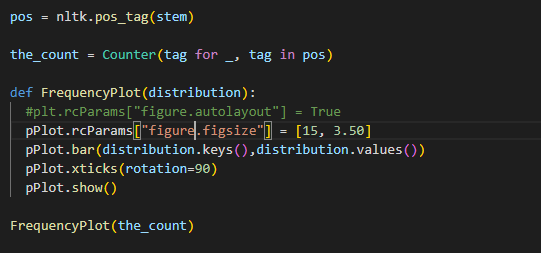 pos = nltk.pos_tag(stem)
the_count = Counter(tag for _, tag in pos)
def FrequencyPlot(distribution):
#plt.rcParams["figure.autolayout"] = True
pPlot.rcParams["figure.figsize"] = [15, 3.50]
pPlot.bar(distribution.keys(),distribution.values())
pPlot.xticks(rotation=90)
pPlot.show()
FrequencyPlot(the_count)